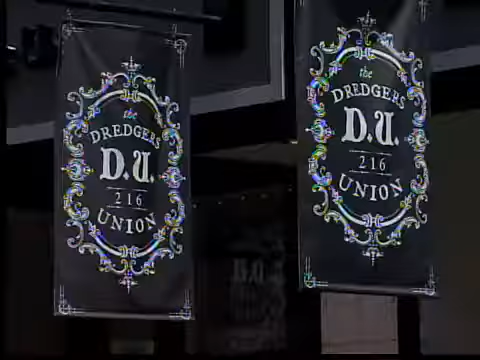 the
DREDGERS
D.U.
216
UNION
the
DREDGERS
D.U.
216
UNION